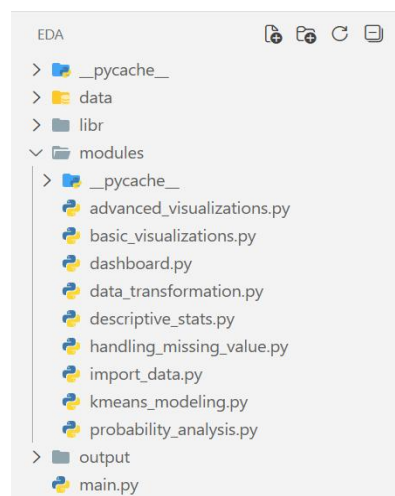 EDA
__pycache__
data
libr
modules
__pycache__
advanced_visualizations.py
basic_visualizations.py
dashboard.py
data_transformation.py
descriptive_stats.py
handling_missing_value.py
import_data.py
kmeans_modeling.py
probability_analysis.py
output
main.py